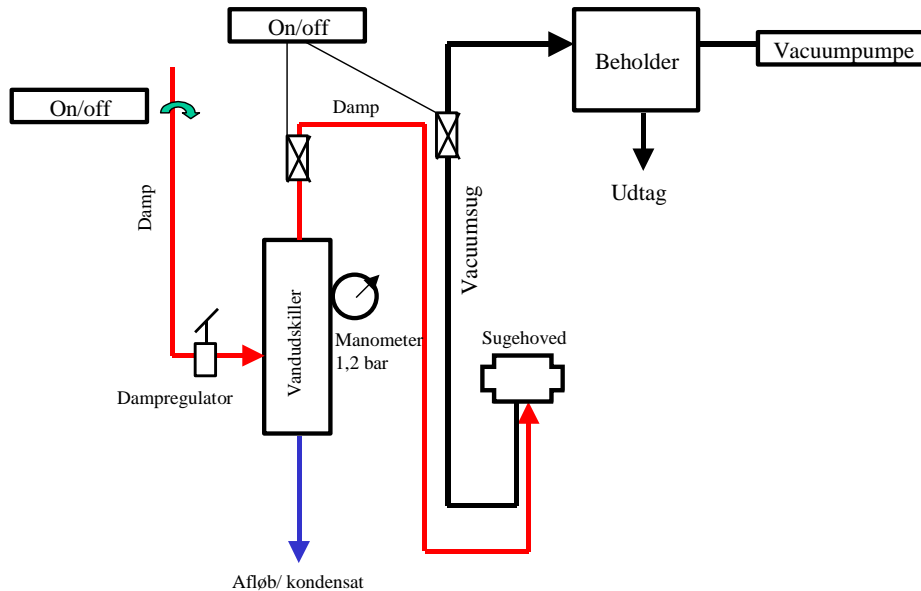 On/off
Beholder
Vacuumpumpe
On/off
Damp
Damp
Udtag
Vacuumsug
Vandudskiller
Manometer
1,2 bar
Sugehoved
Dampregulator
Afløb/ kondensat